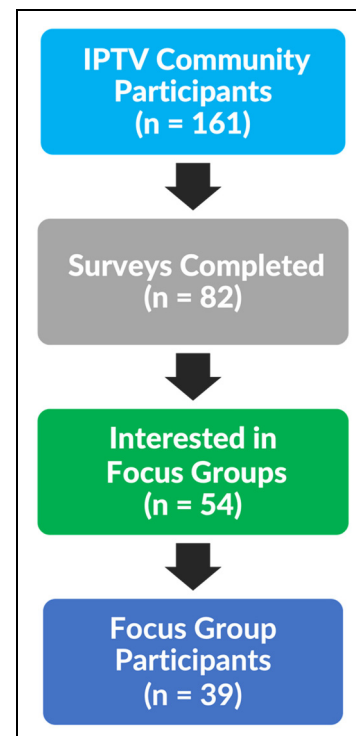 IPTV Community
Participants
(n = 161)
Surveys Completed
(n = 82)
Interested in
Focus Groups
(n = 54)
Focus Group
Participants
(n = 39)